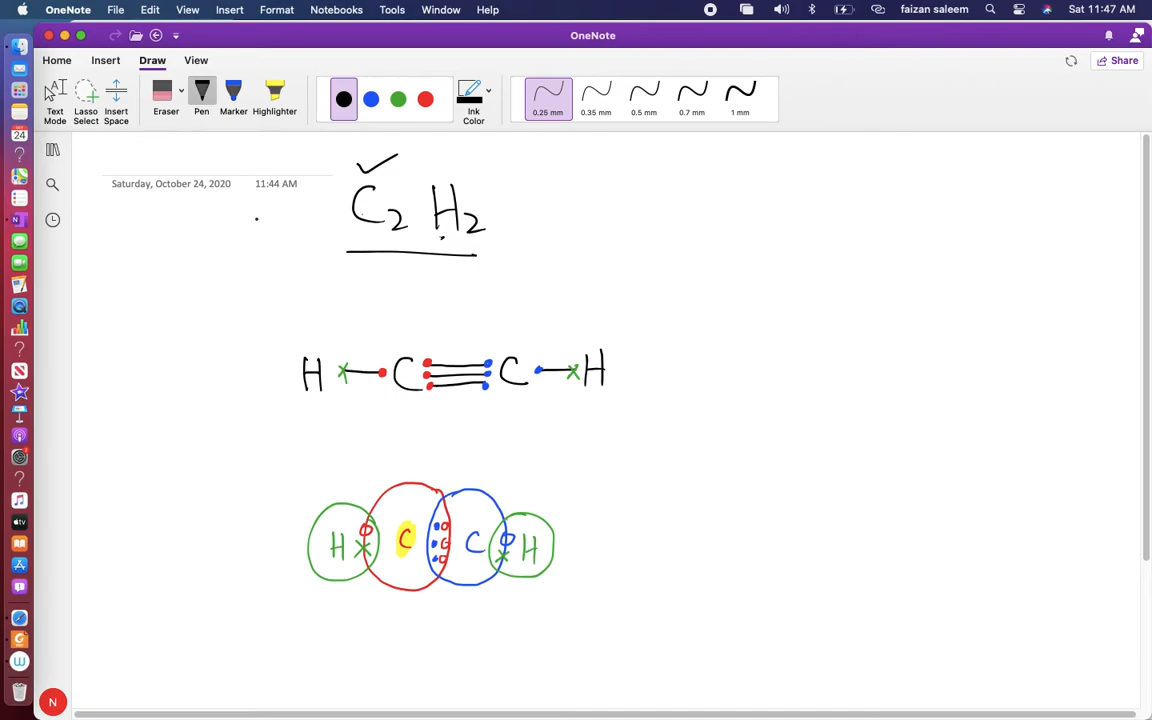 OneNote File Edit View Insert Format Notebooks Tools Window Help faizan saleem Sat 11:47 AM
OneNote
Home Insert Draw View Share
Text Mode Lasso Select Insert Space Eraser Pen Marker Highlighter Ink Color 0.25 mm 0.35 mm 0.5 mm 0.7 mm 1 mm
Saturday, October 24, 2020 11:44 AM
C2 H2
H C C H
H C C H
N